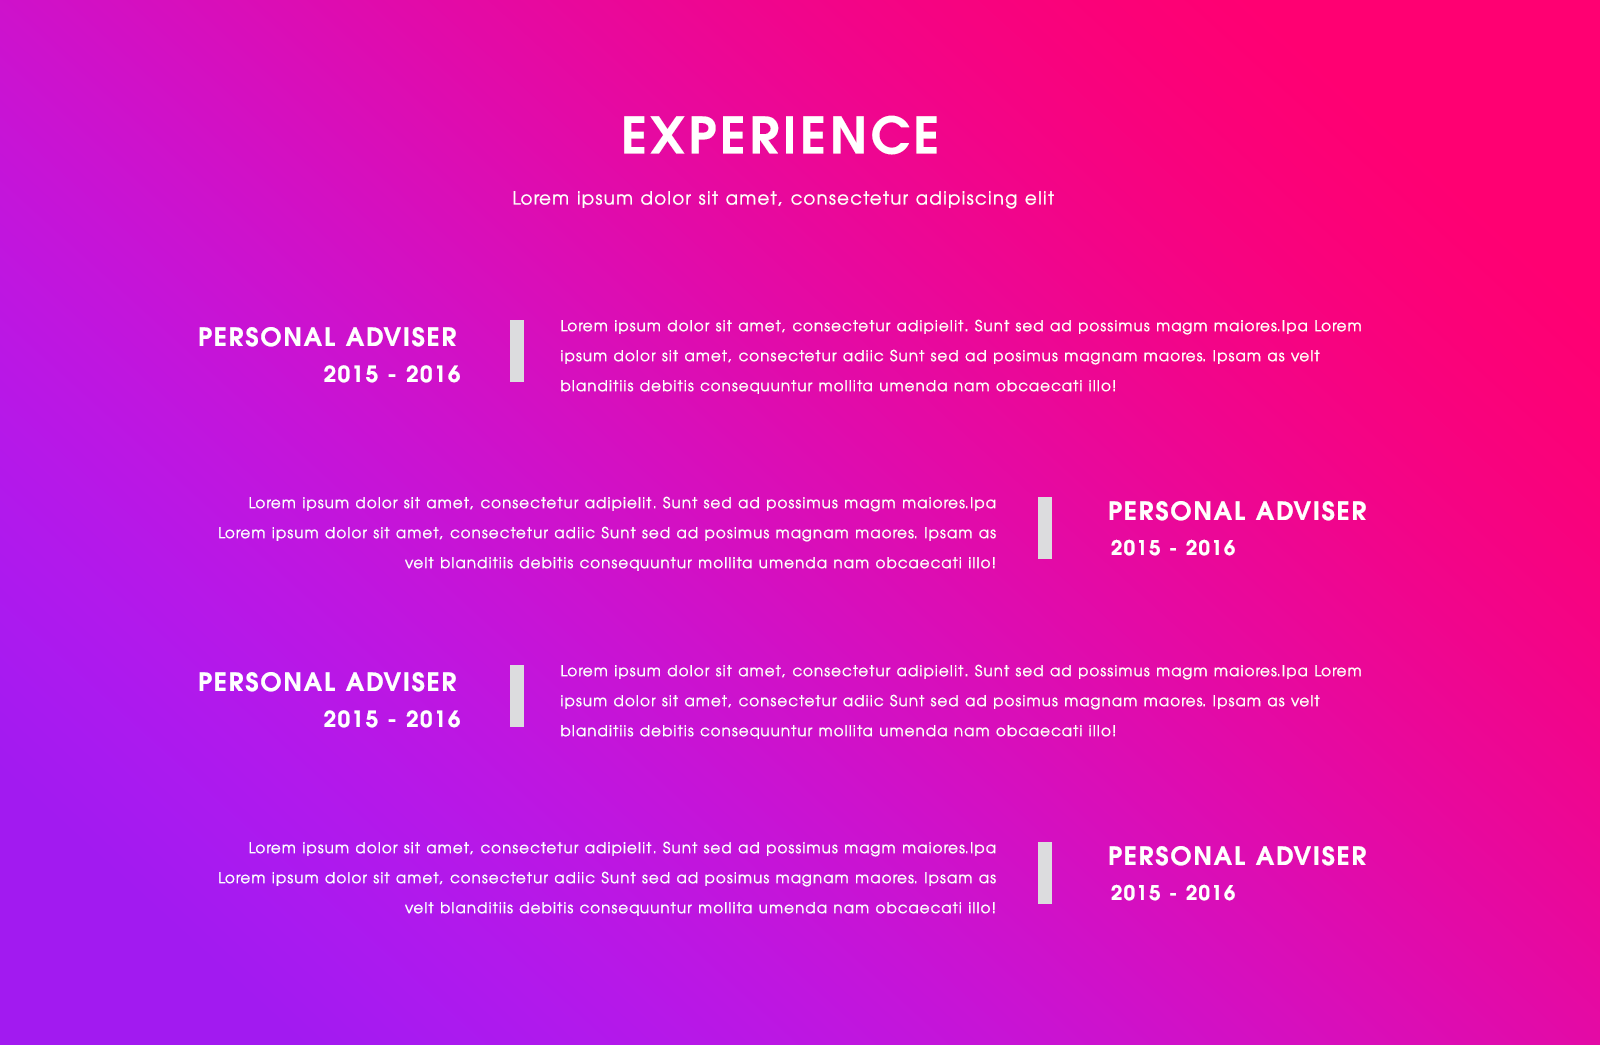 EXPERIENCE
Lorem ipsum dolor sit amet, consectetur adipiscing elit
PERSONAL ADVISER
2015 - 2016
Lorem ipsum dolor sit amet, consectetur adipielit. Sunt sed ad possimus magm maiores.Ipa Lorem
ipsum dolor sit amet, consectetur adiic Sunt sed ad posimus magnam maores. Ipsam as velt
blanditiis debitis consequuntur mollita umenda nam obcaecati illo!
Lorem ipsum dolor sit amet, consectetur adipielit. Sunt sed ad possimus magm maiores.Ipa
Lorem ipsum dolor sit amet, consectetur adiic Sunt sed ad posimus magnam maores. Ipsam as
velt blanditiis debitis consequuntur mollita umenda nam obcaecati illo!
PERSONAL ADVISER
2015 - 2016
PERSONAL ADVISER
2015 - 2016
Lorem ipsum dolor sit amet, consectetur adipielit. Sunt sed ad possimus magm maiores.Ipa Lorem
ipsum dolor sit amet, consectetur adiic Sunt sed ad posimus magnam maores. Ipsam as velt
blanditiis debitis consequuntur mollita umenda nam obcaecati illo!
Lorem ipsum dolor sit amet, consectetur adipielit. Sunt sed ad possimus magm maiores.Ipa
Lorem ipsum dolor sit amet, consectetur adiic Sunt sed ad posimus magnam maores. Ipsam as
velt blanditiis debitis consequuntur mollita umenda nam obcaecati illo!
PERSONAL ADVISER
2015 - 2016